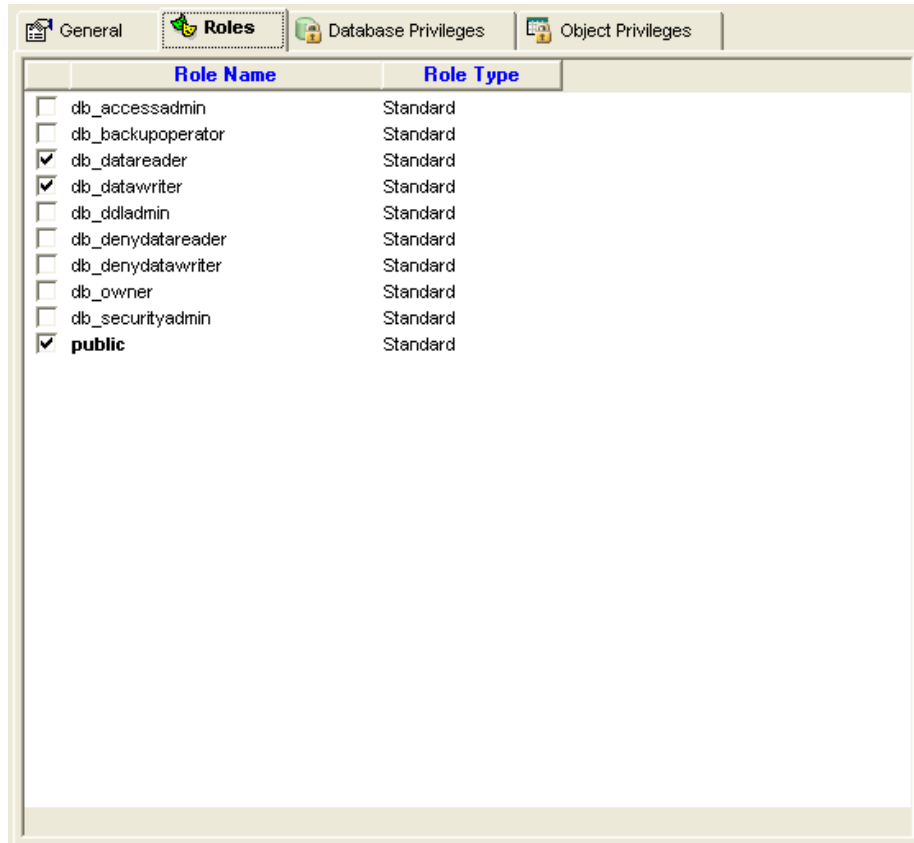 General Roles Database Privileges Object Privileges
Role Name Role Type
db_accessadmin Standard
db_backupoperator Standard
db_datareader Standard
db_datawriter Standard
db_ddladmin Standard
db_denydatareader Standard
db_denydatawriter Standard
db_owner Standard
db_securityadmin Standard
public Standard